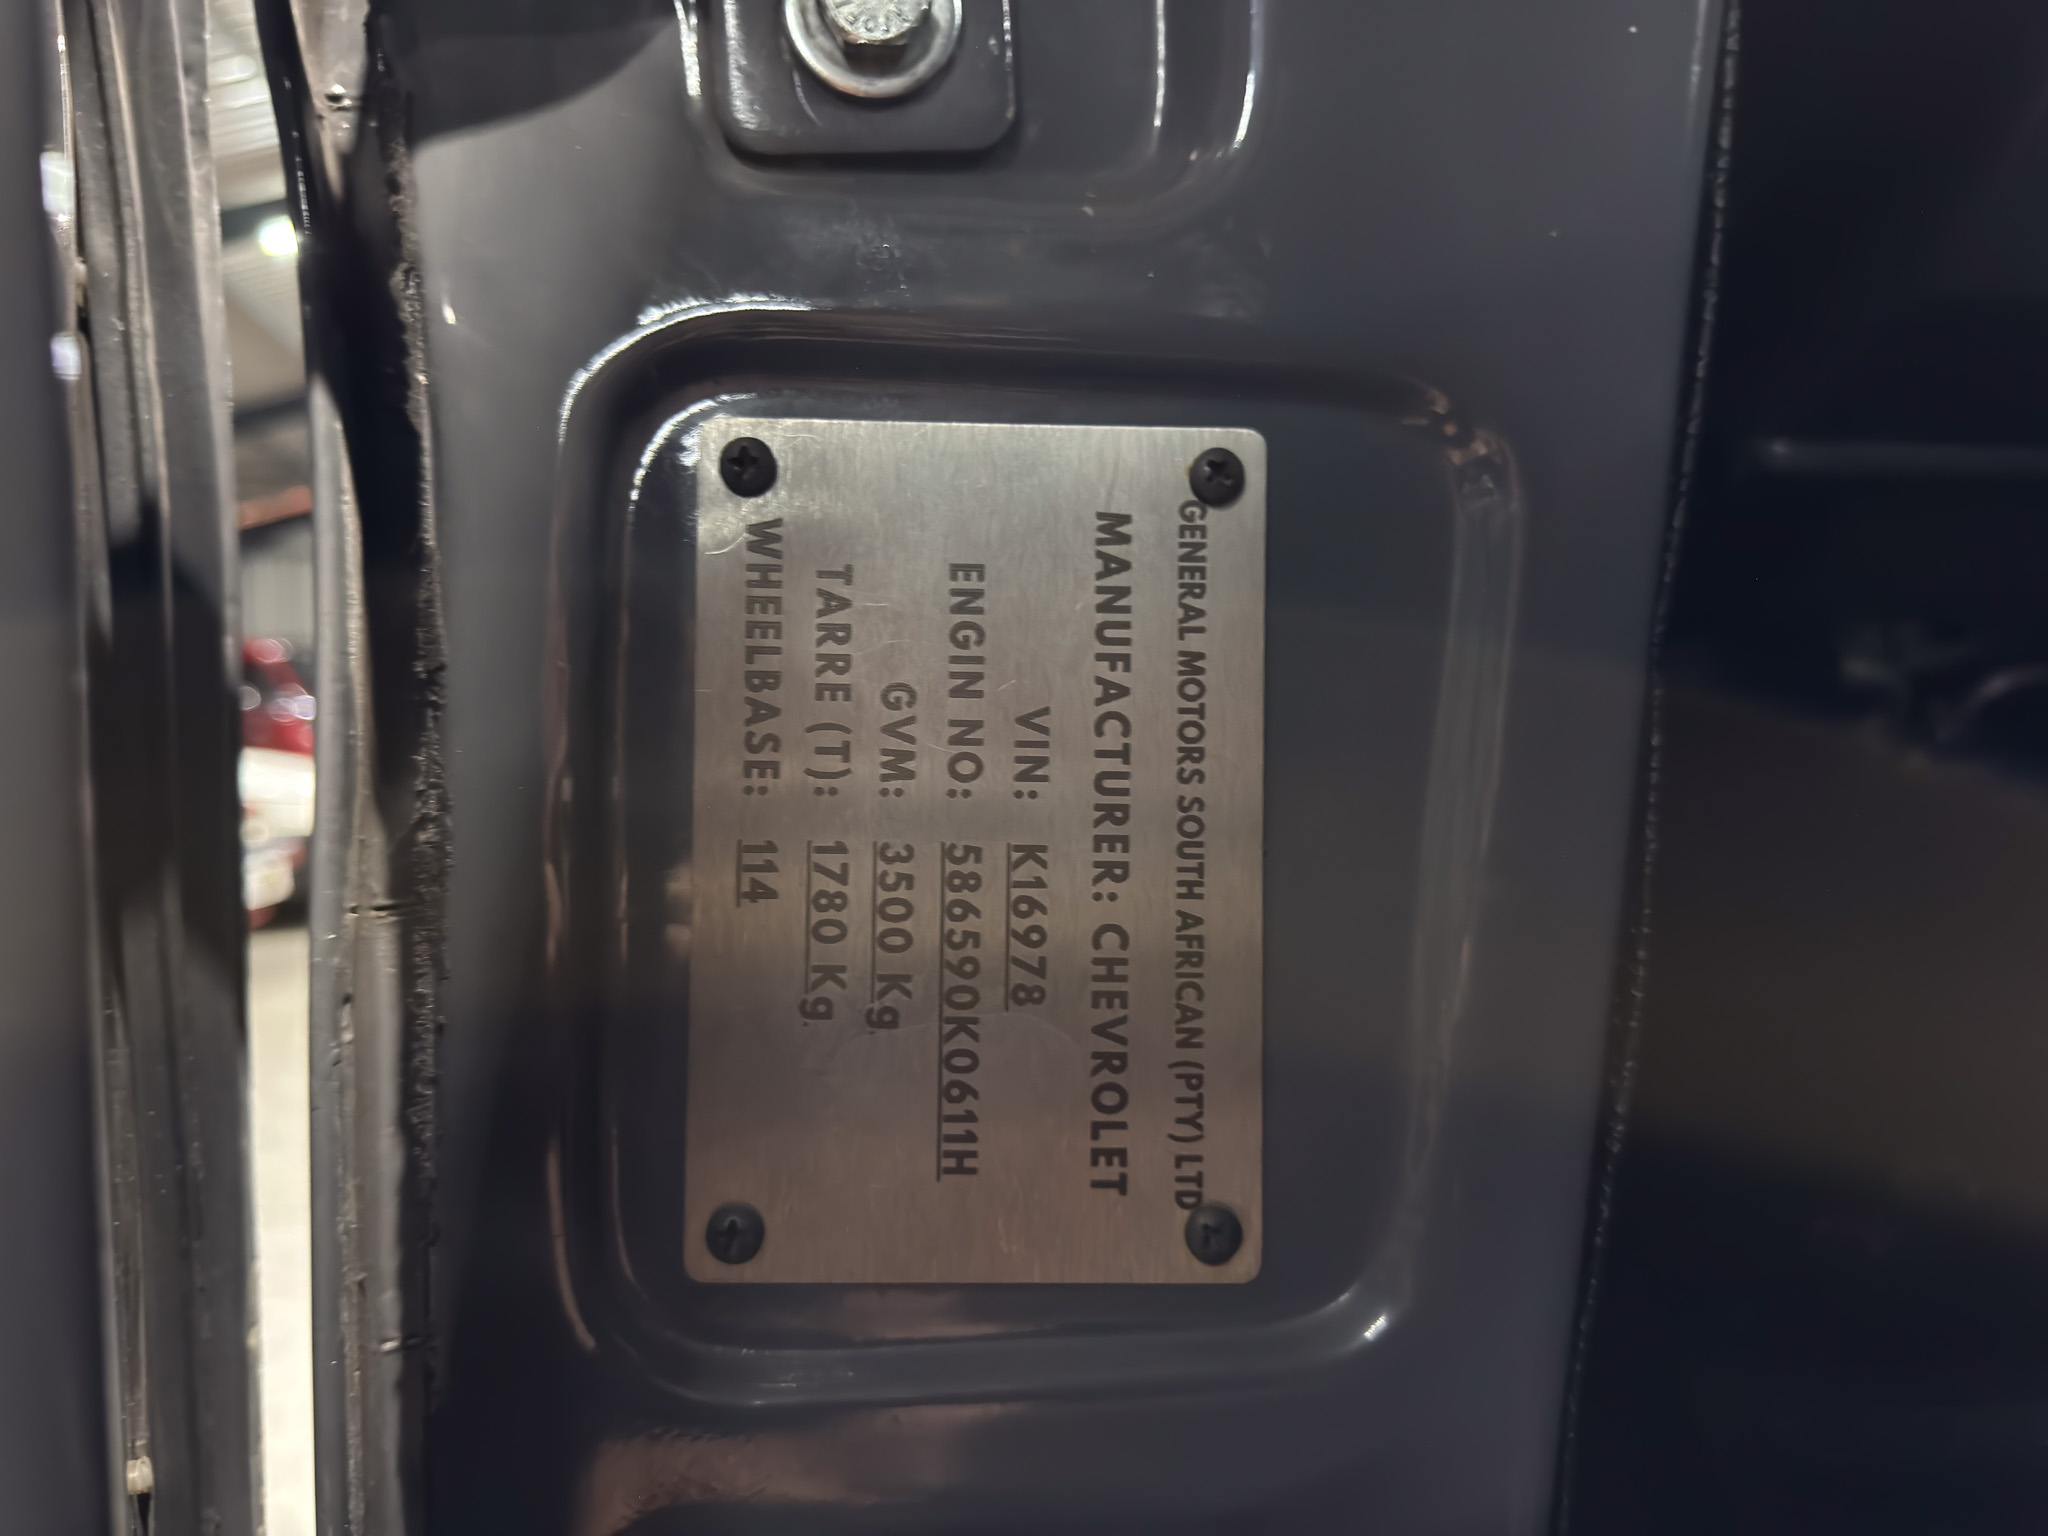 GENERAL MOTORS SOUTH AFRICAN (PTY) LTD
MANUFACTURER: CHEVROLET
VIN: K16978
ENGIN NO: 586590K0611H
GVM: 3500 Kg
TARRE (T): 1780 Kg
WHEELBASE: 114